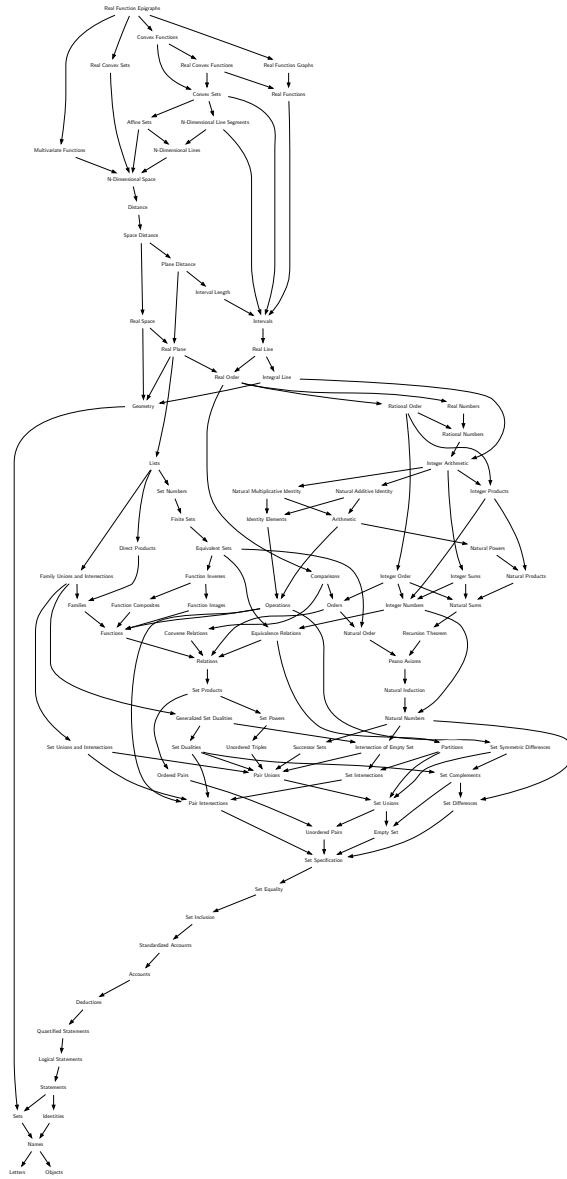 Real Function Epigraphs
Convex Functions
Real Convex Sets
Real Convex Functions
Real Function Graphs
Convex Sets
Real Functions
Affine Sets
N-Dimensional Line Segments
Multivariate Functions
N-Dimensional Lines
N-Dimensional Space
Distance
Space Distance
Plane Distance
Interval Length
Real Space
Intervals
Real Plane
Real Line
Real Order
Integral Line
Geometry
Rational Order
Real Numbers
Rational Numbers
Lists
Integer Arithmetic
Set Numbers
Natural Multiplicative Identity
Natural Additive Identity
Integer Products
Finite Sets
Identity Elements
Arithmetic
Direct Products
Equivalent Sets
Natural Powers
Family Unions and Intersections
Function Inverses
Comparisons
Integer Order
Integer Sums
Natural Products
Families
Function Composites
Function Images
Operations
Orders
Integer Numbers
Natural Sums
Functions
Converse Relations
Equivalence Relations
Natural Order
Recursion Theorem
Relations
Peano Axioms
Set Products
Natural Induction
Generalized Set Dualities
Set Powers
Natural Numbers
Set Unions and Intersections
Set Dualities
Unordered Triples
Successor Sets
Intersection of Empty Set
Partitions
Set Symmetric Differences
Ordered Pairs
Pair Unions
Set Intersections
Set Complements
Pair Intersections
Set Unions
Set Differences
Unordered Pairs
Empty Set
Set Specification
Set Equality
Set Inclusion
Standardized Accounts
Accounts
Deductions
Quantified Statements
Logical Statements
Statements
Sets
Identities
Names
Letters
Objects